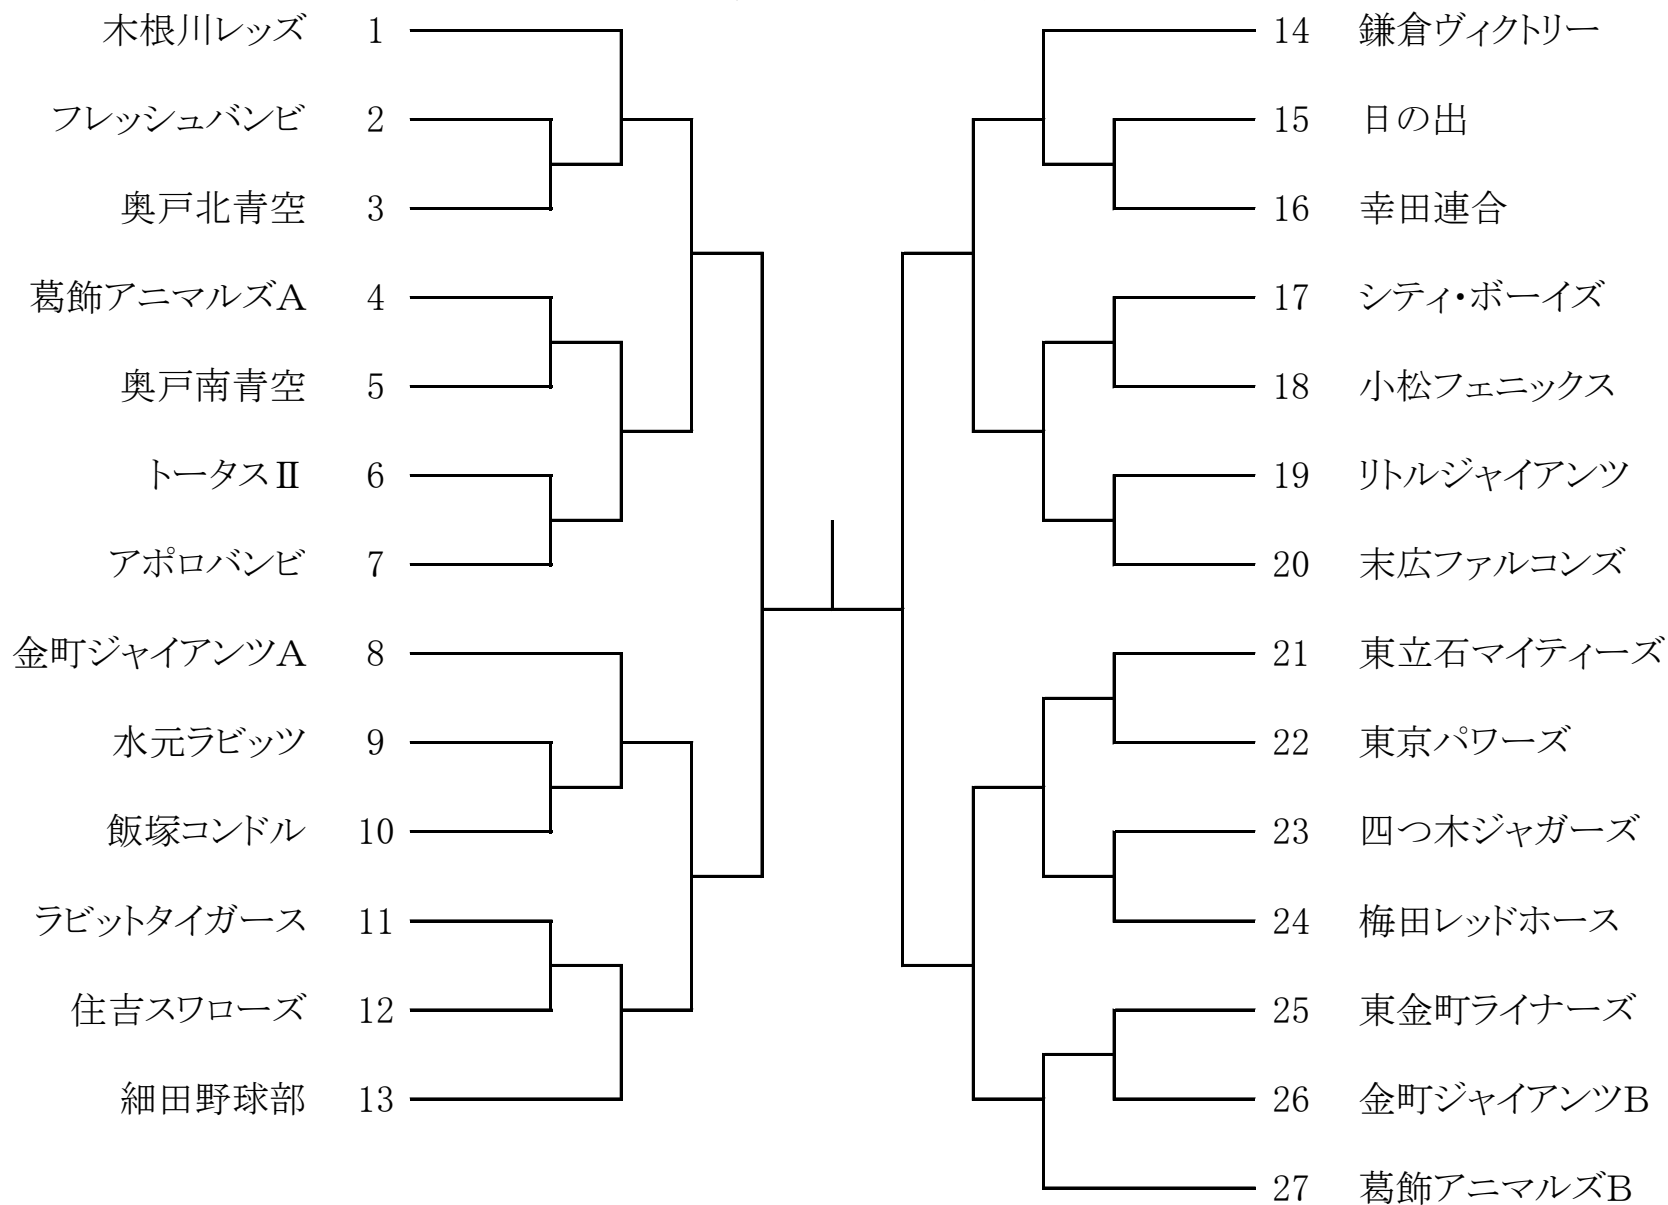 木根川レッズ 1
フレッシュバンビ 2
奥戸北青空 3
葛飾アニマルズA 4
奥戸南青空 5
トータスⅡ 6
アポロバンビ 7
金町ジャイアンツA 8
水元ラビッツ 9
飯塚コンドル 10
ラビットタイガース 11
住吉スワローズ 12
細田野球部 13
14 鎌倉ヴィクトリー
15 日の出
16 幸田連合
17 シティ・ボーイズ
18 小松フェニックス
19 リトルジャイアンツ
20 末広ファルコンズ
21 東立石マイティーズ
22 東京パワーズ
23 四つ木ジャガーズ
24 梅田レッドホース
25 東金町ライナーズ
26 金町ジャイアンツB
27 葛飾アニマルズB